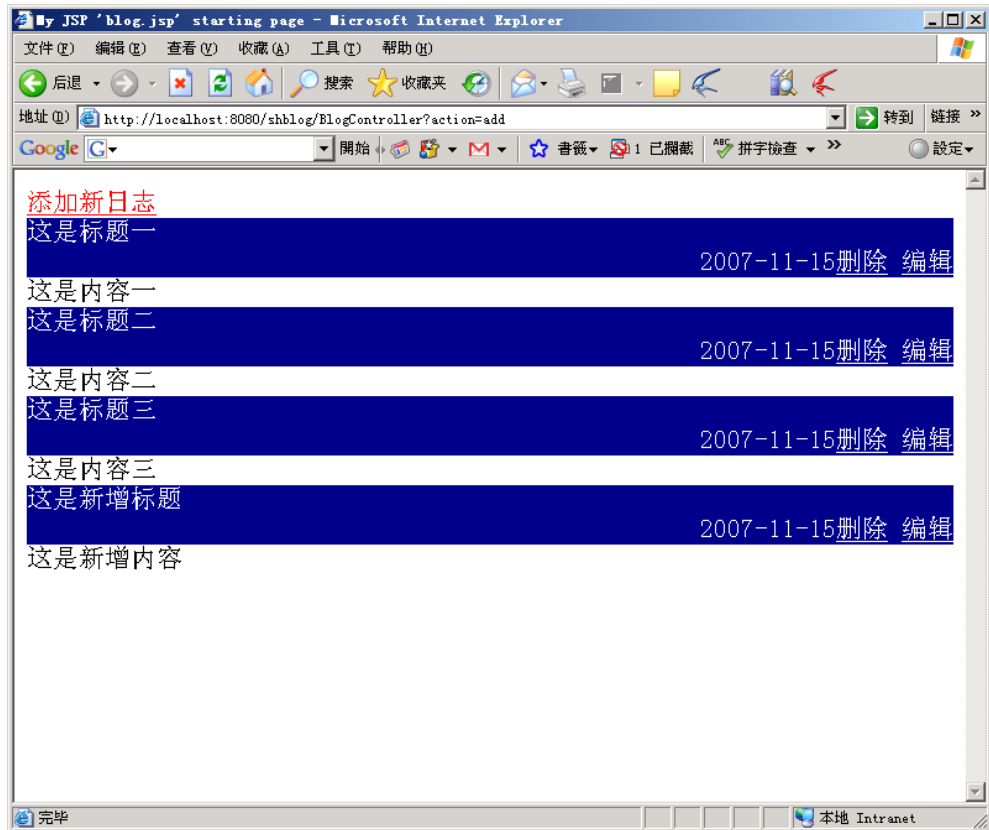 My JSP 'blog.jsp' starting page - Microsoft Internet Explorer
文件(F) 编辑(E) 查看(V) 收藏(A) 工具(T) 帮助(H)
后退 搜索 收藏夹
地址(D) http://localhost:8080/shblog/BlogController?action=add 转到 链接 »
Google G 開始 書籤 1 已攔截 ABC 拼字檢查 » 設定
添加新日志
这是标题一
2007-11-15删除 编辑
这是内容一
这是标题二
2007-11-15删除 编辑
这是内容二
这是标题三
2007-11-15删除 编辑
这是内容三
这是新增标题
2007-11-15删除 编辑
这是新增内容
完毕 本地 Intranet